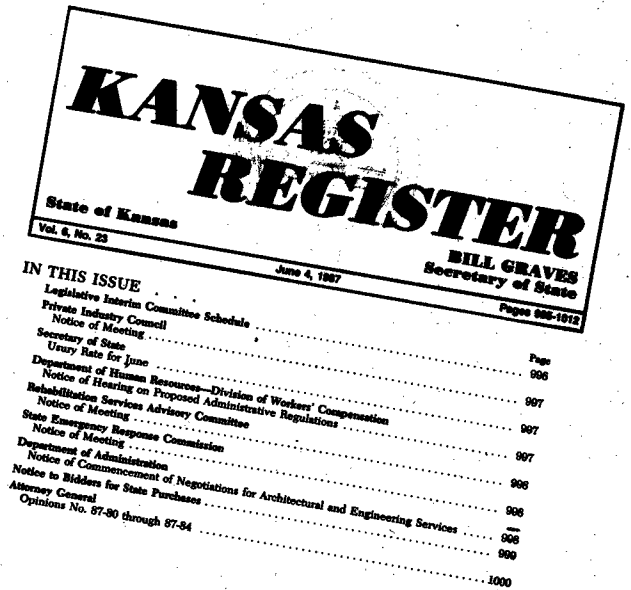 KANSAS
REGISTER
State of Kansas
BILL GRAVES
Secretary of State
Vol. 6, No. 23 June 4, 1987 Pages 995-1012
IN THIS ISSUE . . . Page
Legislative Interim Committee Schedule ........ 996
Private Industry Council
Notice of Meeting ........ 997
Secretary of State
Usury Rate for June ........ 997
Department of Human Resources—Division of Workers' Compensation
Notice of Hearing on Proposed Administrative Regulations ........ 997
Rehabilitation Services Advisory Committee
Notice of Meeting ........ 998
State Emergency Response Commission
Notice of Meeting ........ 998
Department of Administration
Notice of Commencement of Negotiations for Architectural and Engineering Services ...... 998
Notice to Bidders for State Purchases ........ 999
Attorney General
Opinions No. 87-80 through 87-84 ........ 1000